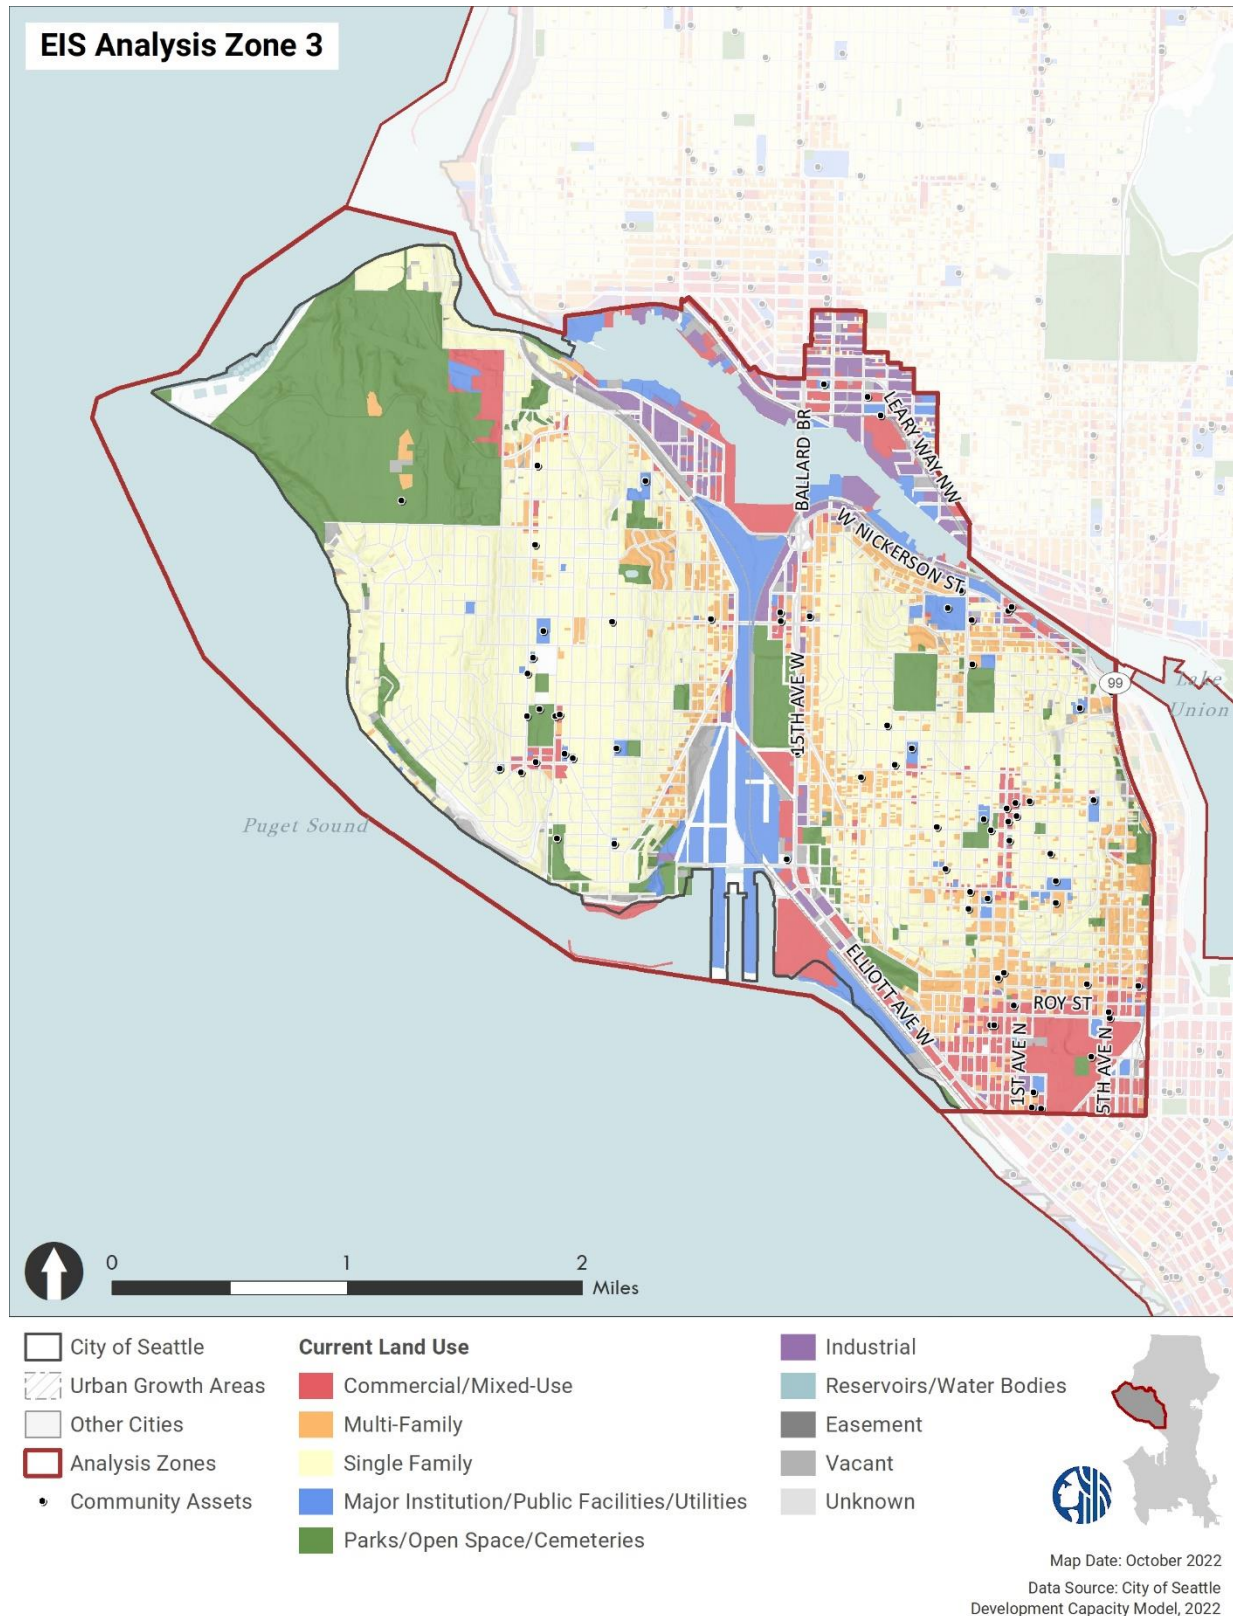 EIS Analysis Zone 3
BALLARD BR
LEARY WAY NW
W NICKERSON ST
99
Lake
Union
15TH AVE W
Puget Sound
ELLIOTT AVE W
ROY ST
1ST AVE N
5TH AVE N
0 1 2
Miles
City of Seattle
Urban Growth Areas
Other Cities
Analysis Zones
Community Assets
Current Land Use
Commercial/Mixed-Use
Multi-Family
Single Family
Major Institution/Public Facilities/Utilities
Parks/Open Space/Cemeteries
Industrial
Reservoirs/Water Bodies
Easement
Vacant
Unknown
Map Date: October 2022
Data Source: City of Seattle
Development Capacity Model, 2022